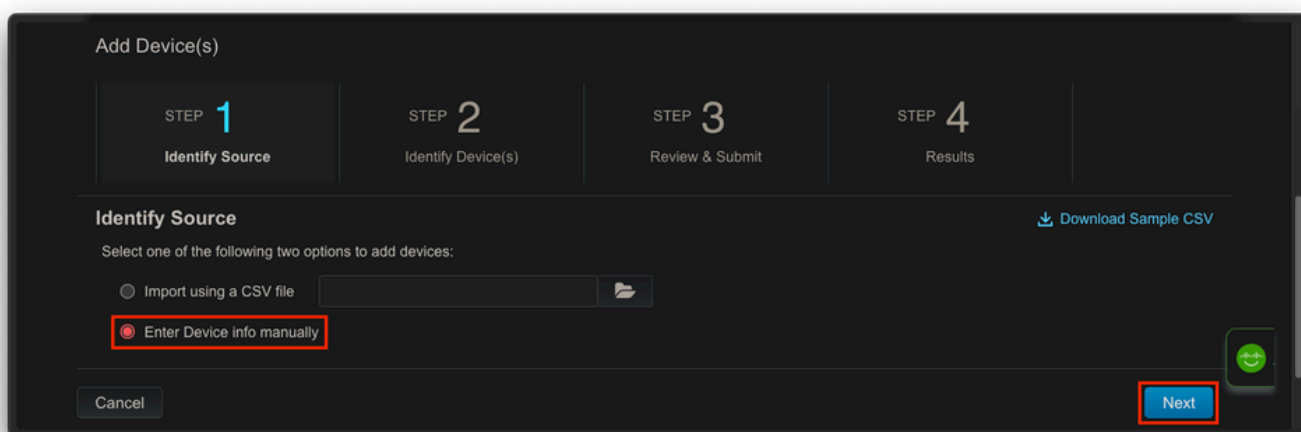 Add Device(s)
STEP 1
Identify Source
STEP 2
Identify Device(s)
STEP 3
Review & Submit
STEP 4
Results
Identify Source
Download Sample CSV
Select one of the following two options to add devices:
Import using a CSV file
Enter Device info manually
Cancel
Next